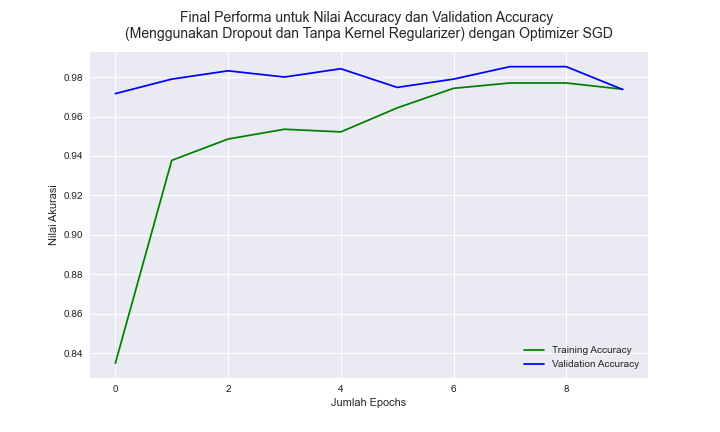 Final Performa untuk Nilai Accuracy dan Validation Accuracy
(Menggunakan Dropout dan Tanpa Kernel Regularizer) dengan Optimizer SGD
Nilai Akurasi
0.98
0.96
0.94
0.92
0.90
0.88
0.86
0.84
Training Accuracy
Validation Accuracy
0 2 4 6 8
Jumlah Epochs